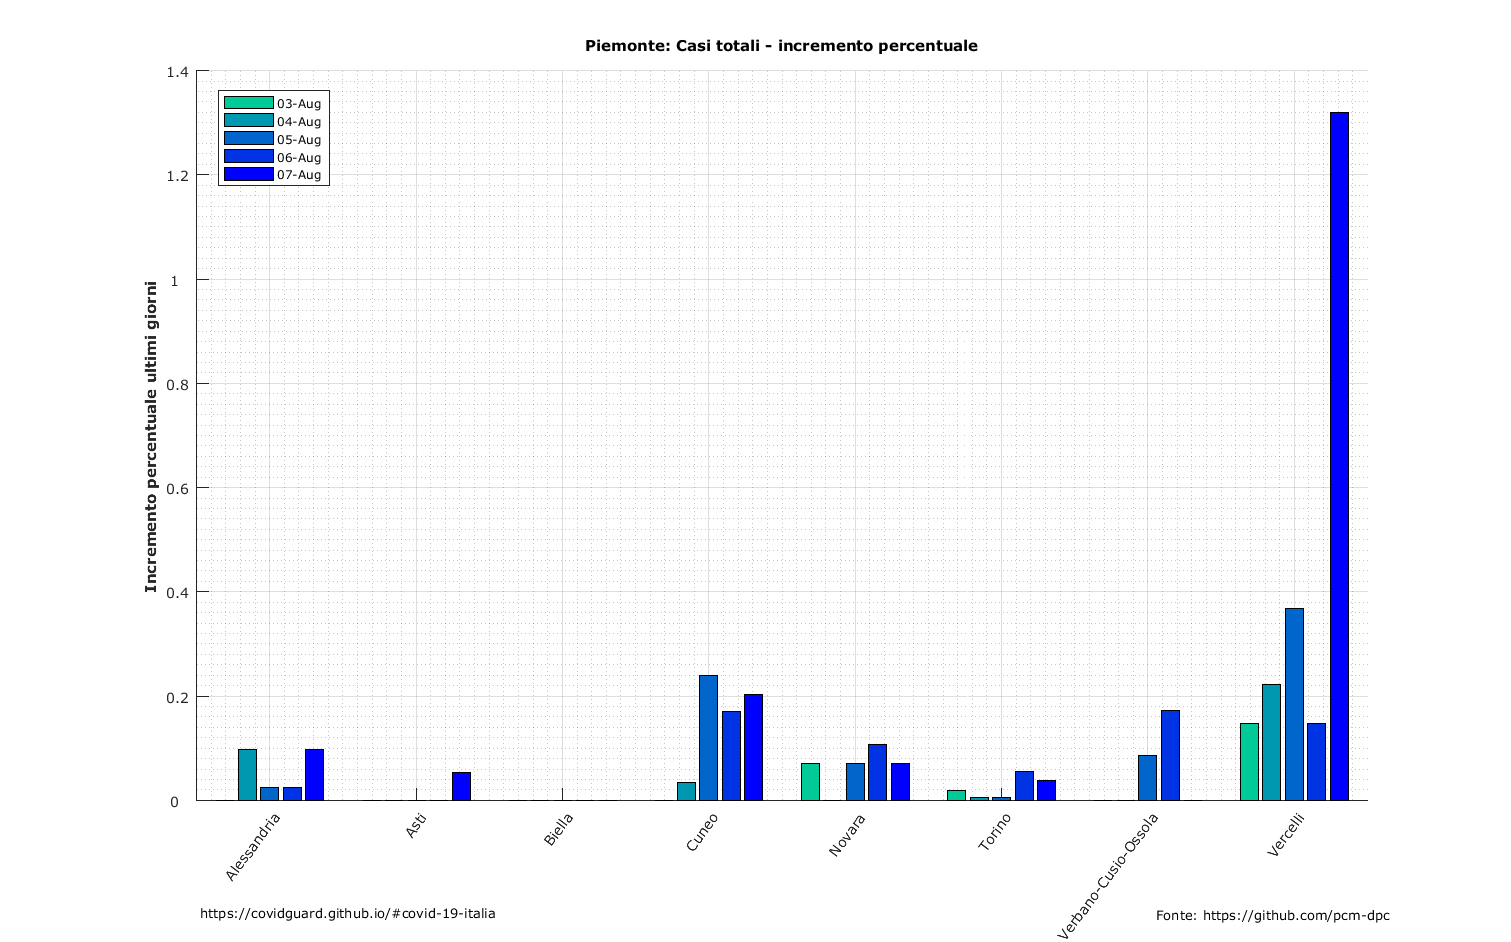 Piemonte: Casi totali - incremento percentuale
Incremento percentuale ultimi giorni
1.4
1.2
1
0.8
0.6
0.4
0.2
0
03-Aug
04-Aug
05-Aug
06-Aug
07-Aug
Alessandria
Asti
Biella
Cuneo
Novara
Torino
Verbano-Cusio-Ossola
Vercelli
https://covidguard.github.io/#covid-19-italia
Fonte: https://github.com/pcm-dpc